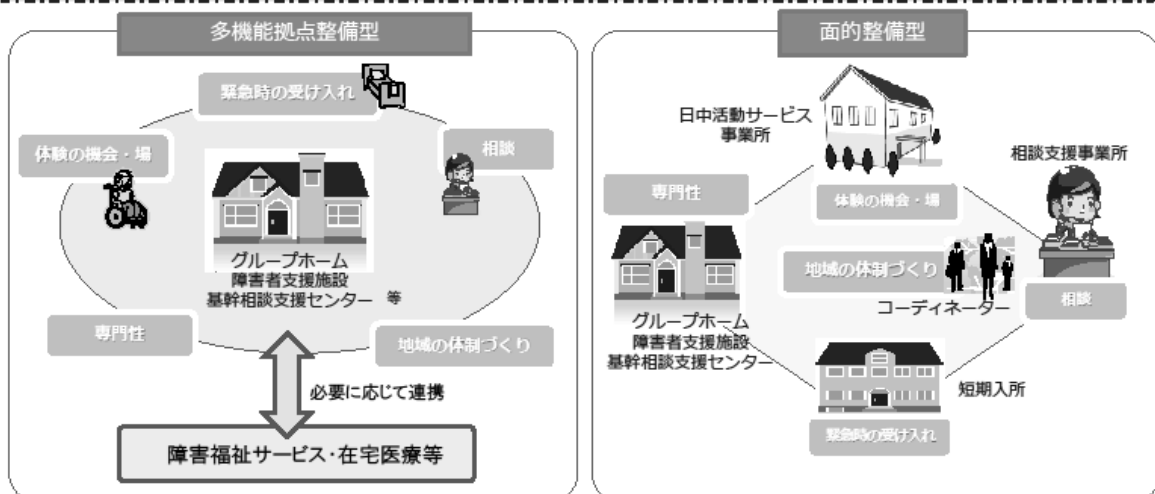 多機能拠点整備型
緊急時の受け入れ
体験の機会・場
相談
グループホーム
障害者支援施設
基幹相談支援センター 等
専門性
地域の体制づくり
必要に応じて連携
障害福祉サービス・在宅医療等
面的整備型
日中活動サービス
事業所
相談支援事業所
専門性
体験の機会・場
地域の体制づくり
コーディネーター
相談
グループホーム
障害者支援施設
基幹相談支援センター
短期入所
緊急時の受け入れ